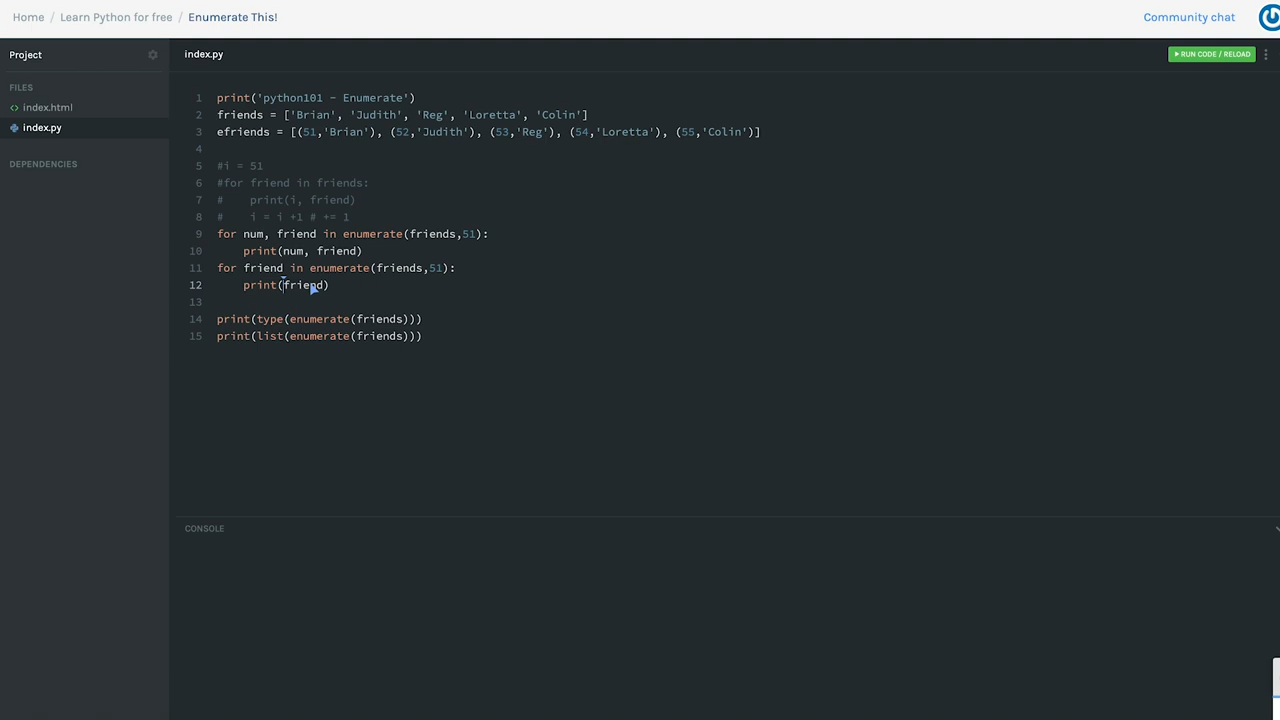 Home / Learn Python for free / Enumerate This!
Community chat
Project
index.py
RUN CODE / RELOAD
FILES
<> index.html
index.py
DEPENDENCIES
1 print('python101 - Enumerate')
2 friends = ['Brian', 'Judith', 'Reg', 'Loretta', 'Colin']
3 efriends = [(51,'Brian'), (52,'Judith'), (53,'Reg'), (54,'Loretta'), (55,'Colin')]
4
5 #i = 51
6 #for friend in friends:
7 #    print(i, friend)
8 #    i = i +1 # += 1
9 for num, friend in enumerate(friends,51):
10     print(num, friend)
11 for friend in enumerate(friends,51):
12     print(friend)
13
14 print(type(enumerate(friends)))
15 print(list(enumerate(friends)))
CONSOLE